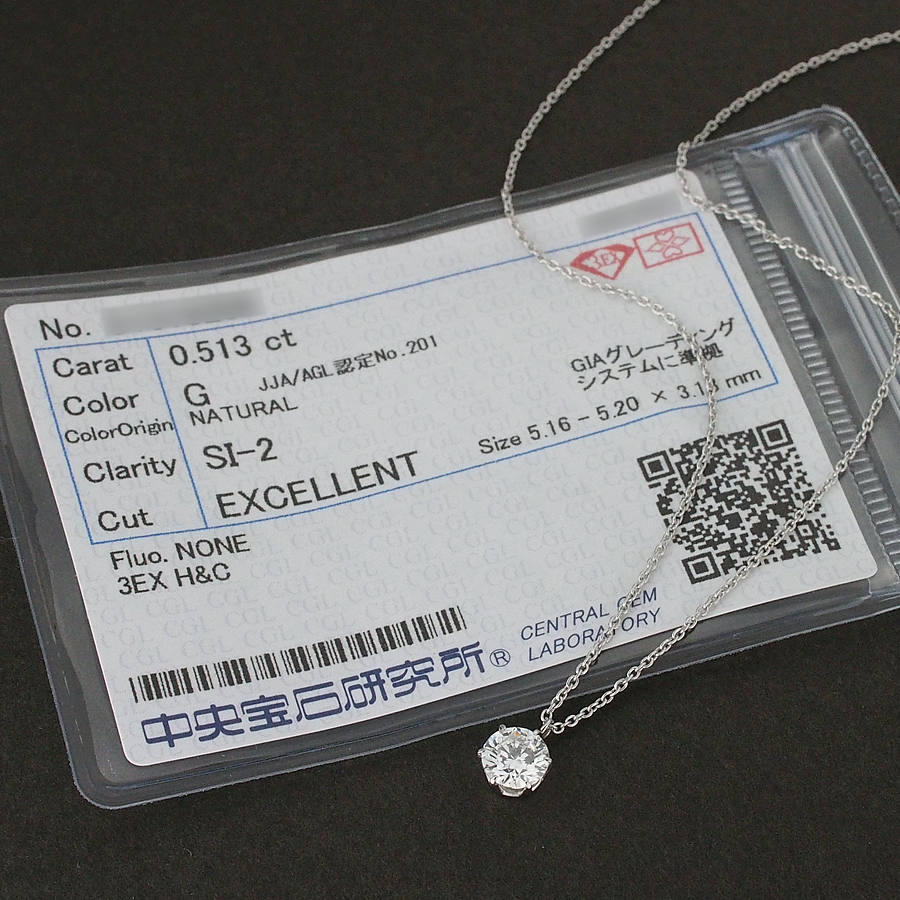 No.
3EX
Carat 0.513 ct
Color G JJA/AGL認定No.201
ColorOrigin NATURAL
GIAグレーディング
システムに準拠
Clarity SI-2
Size 5.16 - 5.20 × 3.18 mm
Cut EXCELLENT
Fluo. NONE
3EX H&C
中央宝石研究所®
CENTRAL GEM
LABORATORY